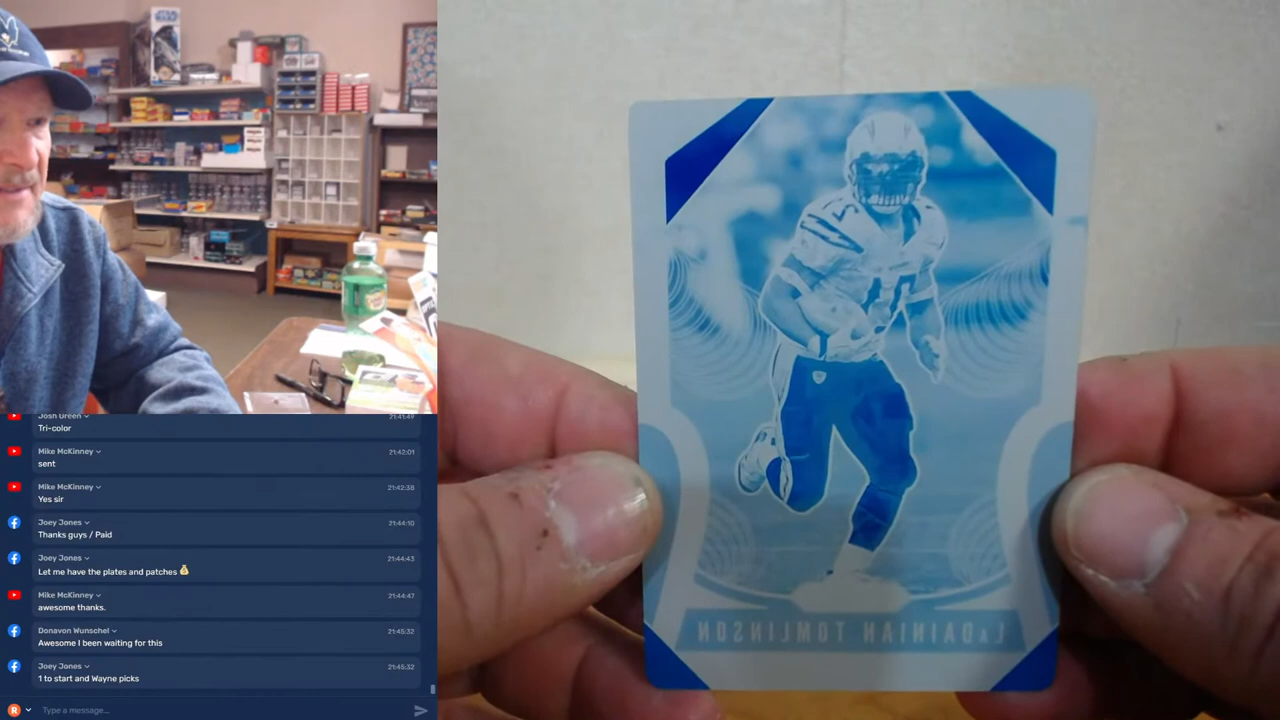 Josh Green
21:41:49
Tri-color
Mike McKinney
21:42:01
sent
Mike McKinney
21:42:38
Yes sir
Joey Jones
21:44:10
Thanks guys / Paid
Joey Jones
21:44:43
Let me have the plates and patches 💰
Mike McKinney
21:44:47
awesome thanks.
Donavon Wunschel
21:45:32
Awesome I been waiting for this
Joey Jones
21:45:32
1 to start and Wayne picks
R
Type a message...
LaDAINIAN TOMLINSON